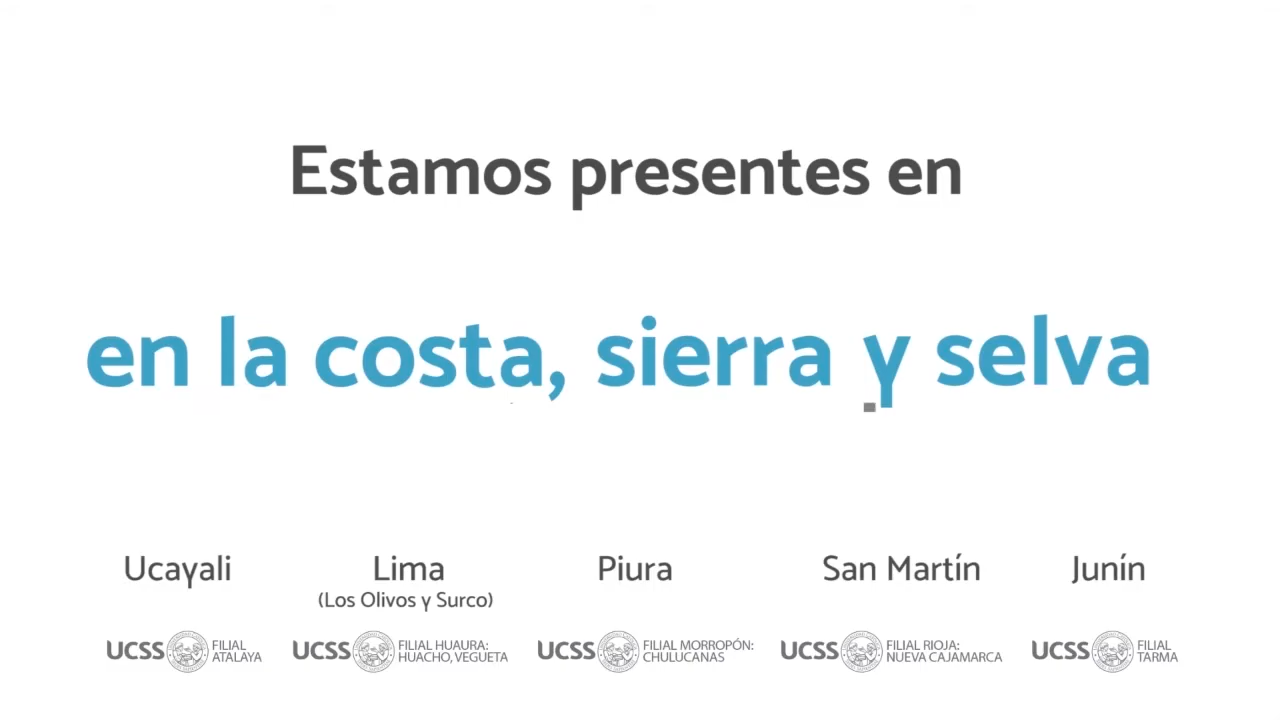 Estamos presentes en
en la costa, sierra y selva
Ucayali
Lima
(Los Olivos y Surco)
Piura
San Martín
Junín
UCSS FILIAL
ATALAYA
UCSS FILIAL HUAURA:
HUACHO, VEGUETA
UCSS FILIAL MORROPÓN:
CHULUCANAS
UCSS FILIAL RIOJA:
NUEVA CAJAMARCA
UCSS FILIAL
TARMA